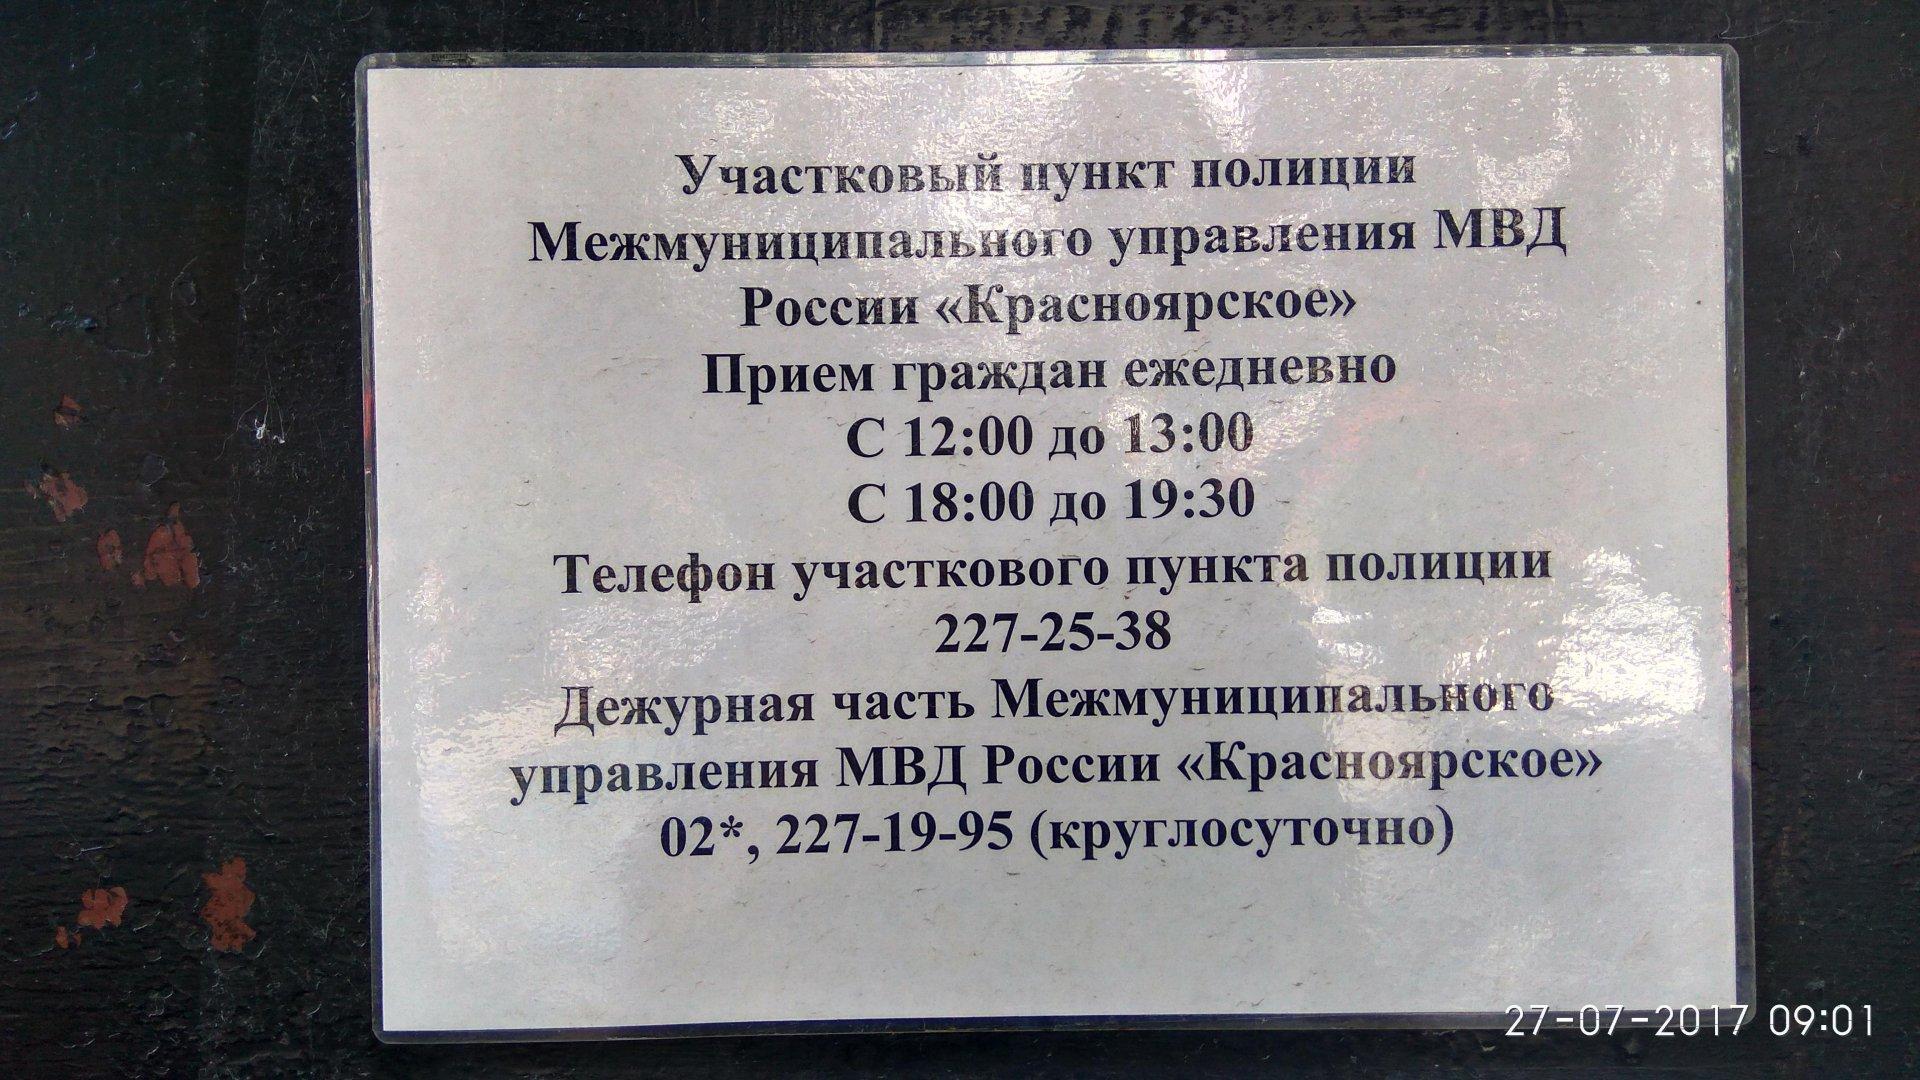 Участковый пункт полиции
Межмуниципального управления МВД
России «Красноярское»
Прием граждан ежедневно
С 12:00 до 13:00
С 18:00 до 19:30
Телефон участкового пункта полиции
227-25-38
Дежурная часть Межмуниципального
управления МВД России «Красноярское»
02*, 227-19-95 (круглосуточно)
27-07-2017 09:01